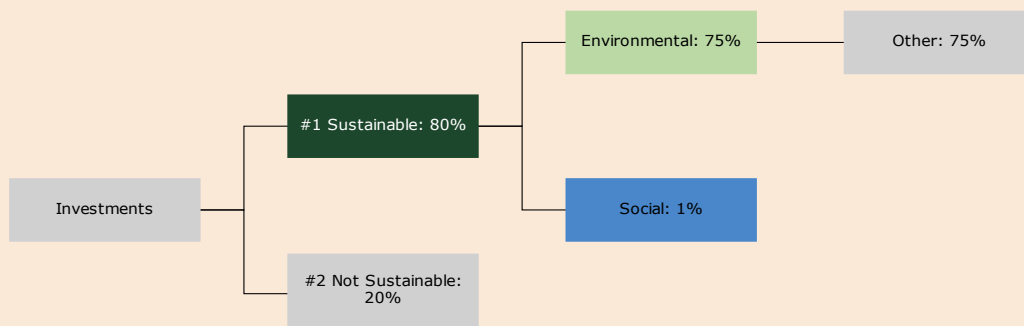 Environmental: 75%
Other: 75%
#1 Sustainable: 80%
Investments
Social: 1%
#2 Not Sustainable:
20%